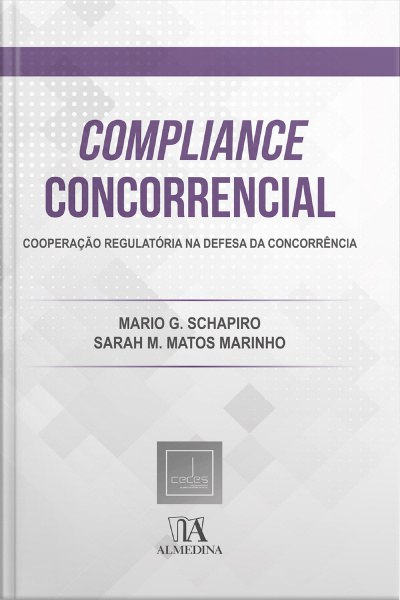 COMPLIANCE
CONCORRENCIAL
COOPERAÇÃO REGULATÓRIA NA DEFESA DA CONCORRÊNCIA
MARIO G. SCHAPIRO
SARAH M. MATOS MARINHO
cedes
ALMEDINA